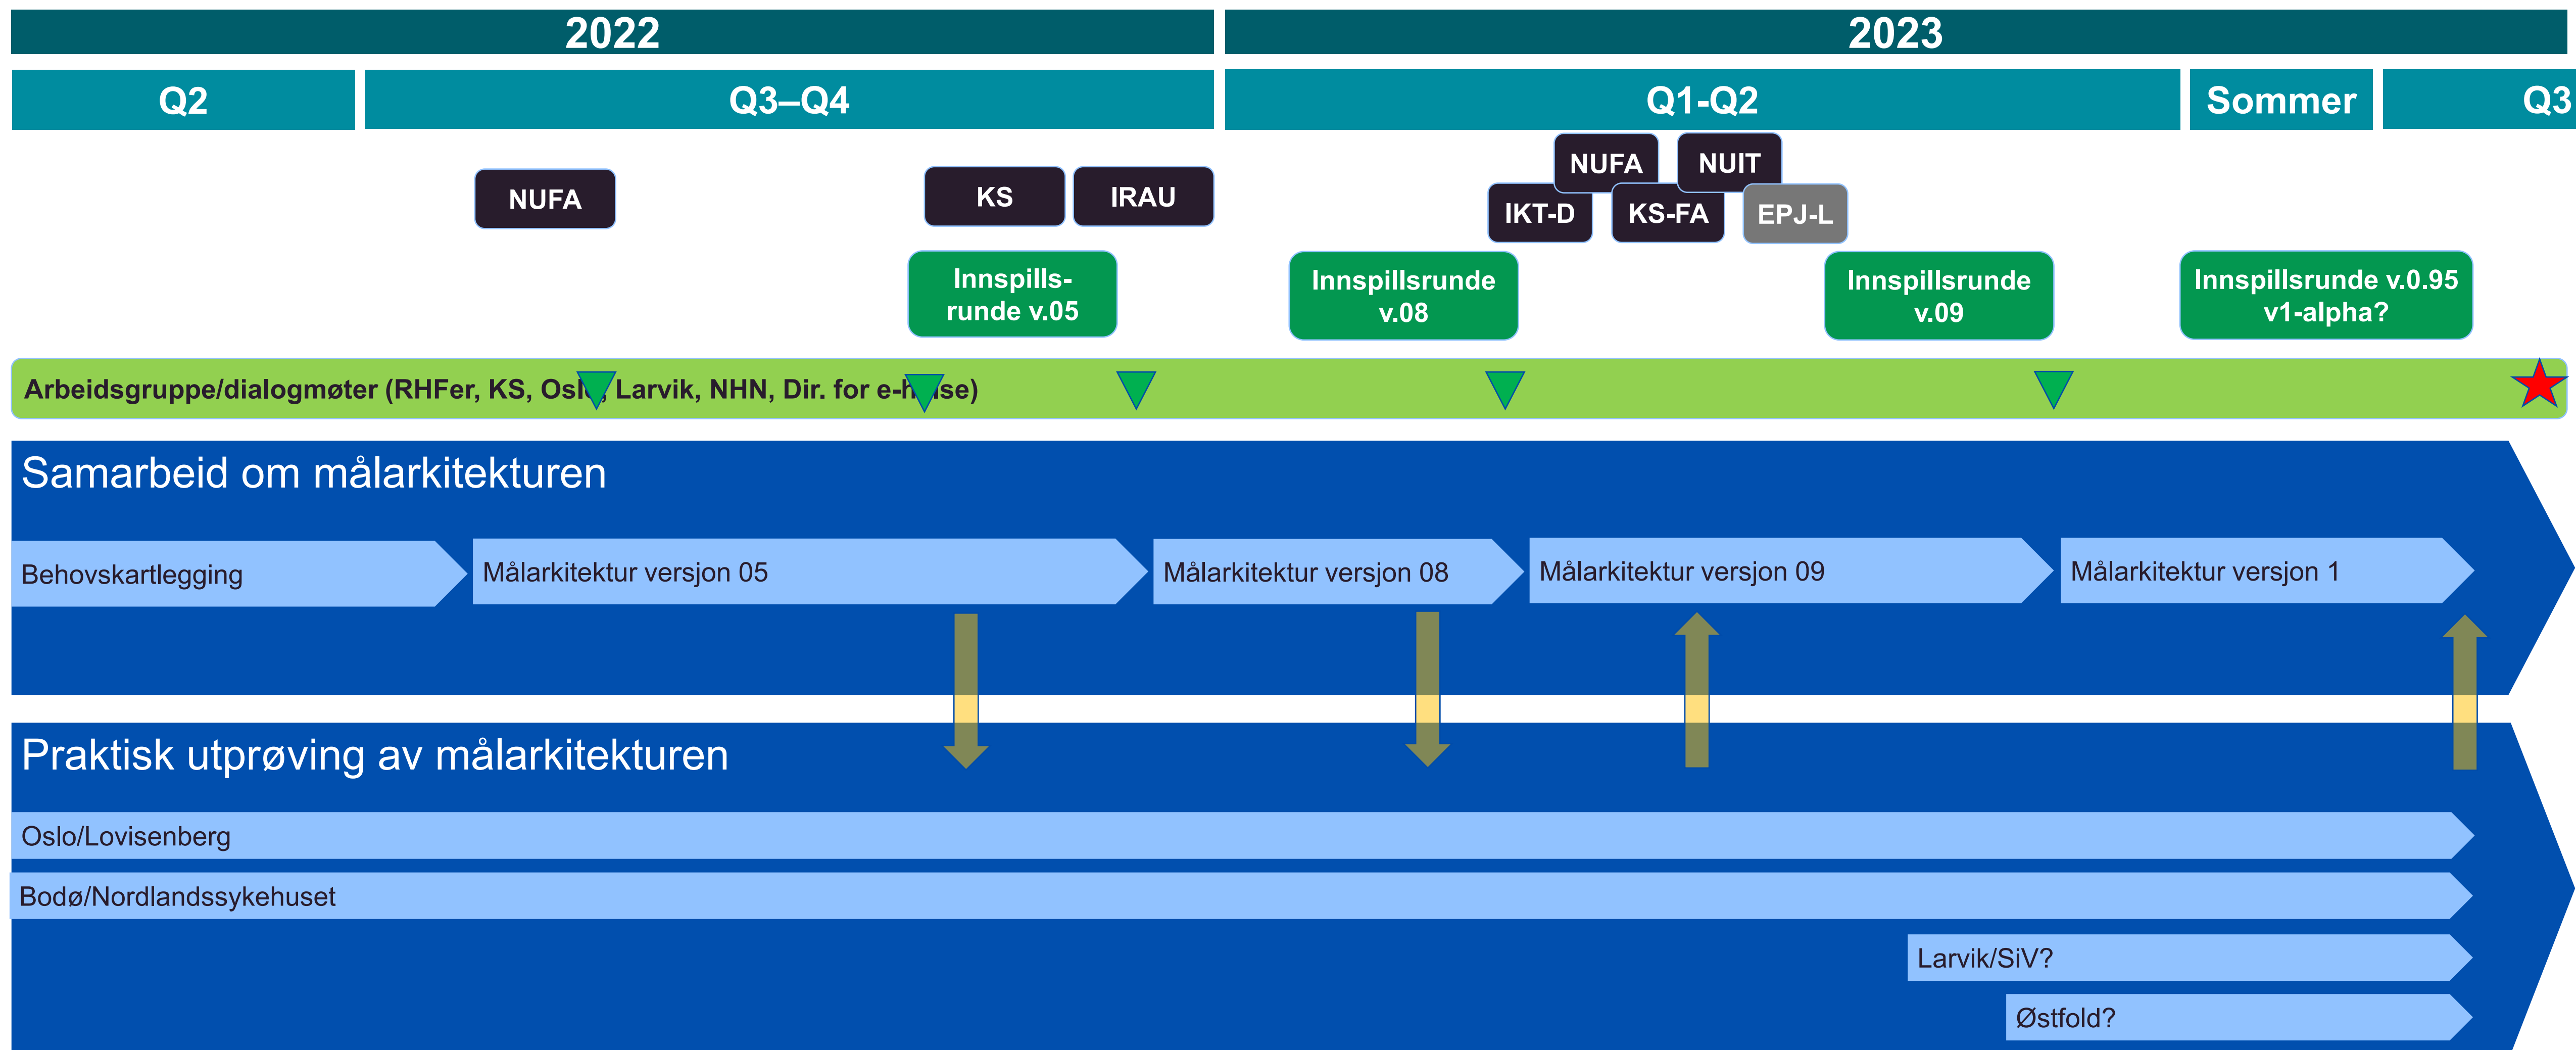 2022
2023
Q2
Q3–Q4
Q1-Q2
Sommer
Q3
NUFA
KS
IRAU
NUFA
NUIT
IKT-D
KS-FA
EPJ-L
Innspills-
runde v.05
Innspillsrunde
v.08
Innspillsrunde
v.09
Innspillsrunde v.0.95
v1-alpha?
Arbeidsgruppe/dialogmøter (RHFer, KS, Oslo, Larvik, NHN, Dir. for e-helse)
Samarbeid om målarkitekturen
Behovskartlegging
Målarkitektur versjon 05
Målarkitektur versjon 08
Målarkitektur versjon 09
Målarkitektur versjon 1
Praktisk utprøving av målarkitekturen
Oslo/Lovisenberg
Bodø/Nordlandssykehuset
Larvik/SiV?
Østfold?